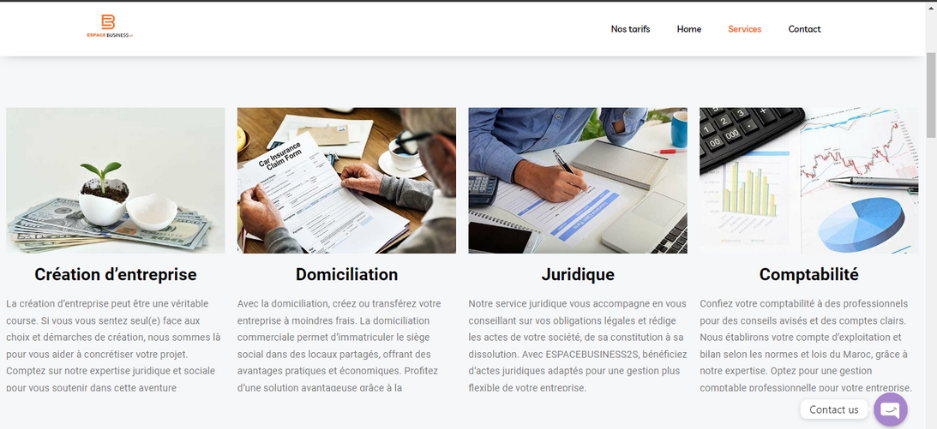 ESPACE BUSINESS
Nos tarifs
Home
Services
Contact
Car Insurance
Claim Form
Création d’entreprise
La création d’entreprise peut être une véritable
course. Si vous vous sentez seul(e) face aux
choix et démarches de création, nous sommes là
pour vous aider à concrétiser votre projet.
Comptez sur notre expertise juridique et sociale
pour vous soutenir dans cette aventure
Domiciliation
Avec la domiciliation, créez ou transférez votre
entreprise à moindres frais. La domiciliation
commerciale permet d’immatriculer le siège
social dans des locaux partagés, offrant des
avantages pratiques et économiques. Profitez
d’une solution avantageuse grâce à la
Juridique
Notre service juridique vous accompagne en vous
conseillant sur vos obligations légales et rédige
les actes de votre société, de sa constitution à sa
dissolution. Avec ESPACEBUSINESS2S, bénéficiez
d’actes juridiques adaptés pour une gestion plus
flexible de votre entreprise.
Comptabilité
Confiez votre comptabilité à des professionnels
pour des conseils avisés et des comptes clairs.
Nous établirons votre compte d’exploitation et
bilan selon les normes et lois du Maroc, grâce à
notre expertise. Optez pour une gestion
comptable professionnelle pour votre entreprise.
Contact us